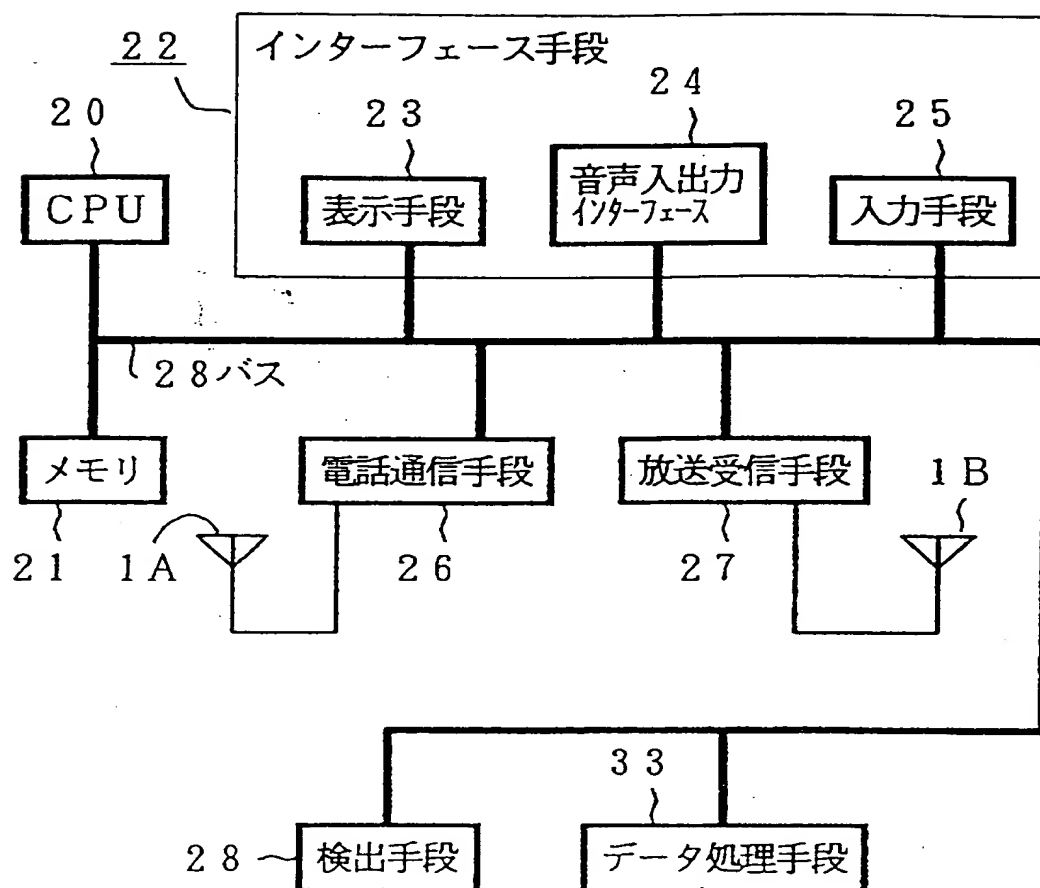 ２２
インターフェース手段
２０
２３
２４
２５
ＣＰＵ
表示手段
音声入出力
インターフェース
入力手段
２８バス
メモリ
電話通信手段
放送受信手段
１Ｂ
２１
１Ａ
２６
２７
３３
２８
検出手段
データ処理手段